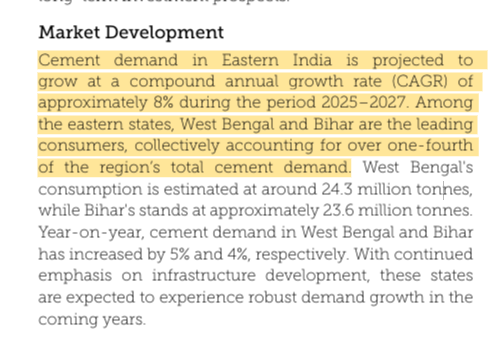 Market Development
Cement demand in Eastern India is projected to
grow at a compound annual growth rate (CAGR) of
approximately 8% during the period 2025–2027. Among
the eastern states, West Bengal and Bihar are the leading
consumers, collectively accounting for over one-fourth
of the region's total cement demand. West Bengal's
consumption is estimated at around 24.3 million tonnes,
while Bihar's stands at approximately 23.6 million tonnes.
Year-on-year, cement demand in West Bengal and Bihar
has increased by 5% and 4%, respectively. With continued
emphasis on infrastructure development, these states
are expected to experience robust demand growth in the
coming years.